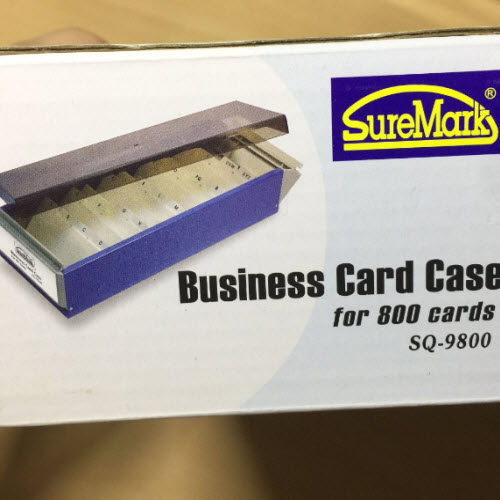 SureMark®
Business Card Case
for 800 cards
SQ-9800